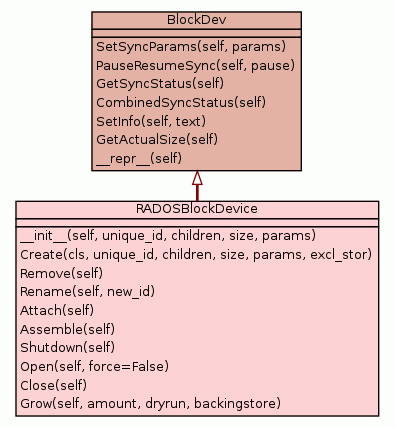 BlockDev
SetSyncParams(self, params)
PauseResumeSync(self, pause)
GetSyncStatus(self)
CombinedSyncStatus(self)
SetInfo(self, text)
GetActualSize(self)
__repr__(self)
RADOSBlockDevice
__init__(self, unique_id, children, size, params)
Create(cls, unique_id, children, size, params, excl_stor)
Remove(self)
Rename(self, new_id)
Attach(self)
Assemble(self)
Shutdown(self)
Open(self, force=False)
Close(self)
Grow(self, amount, dryrun, backingstore)